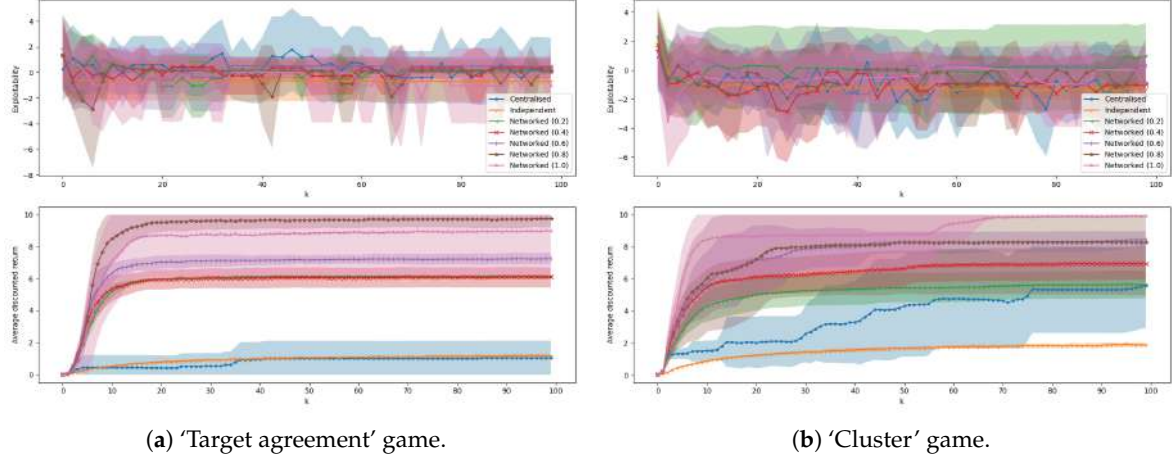 4
2
0
−2
−4
−6
−8
Exploitability
Centralised
Independent
Networked (0.2)
Networked (0.4)
Networked (0.6)
Networked (0.8)
Networked (1.0)
0 20 40 60 80 100
k
10
8
6
4
2
0
Average discounted return
0 10 20 30 40 50 60 70 80 90 100
k
(a) ‘Target agreement’ game.
4
2
0
−2
−4
−6
Exploitability
Centralised
Independent
Networked (0.2)
Networked (0.4)
Networked (0.6)
Networked (0.8)
Networked (1.0)
0 20 40 60 80 100
k
10
8
6
4
2
0
Average discounted return
0 10 20 30 40 50 60 70 80 90 100
k
(b) ‘Cluster’ game.